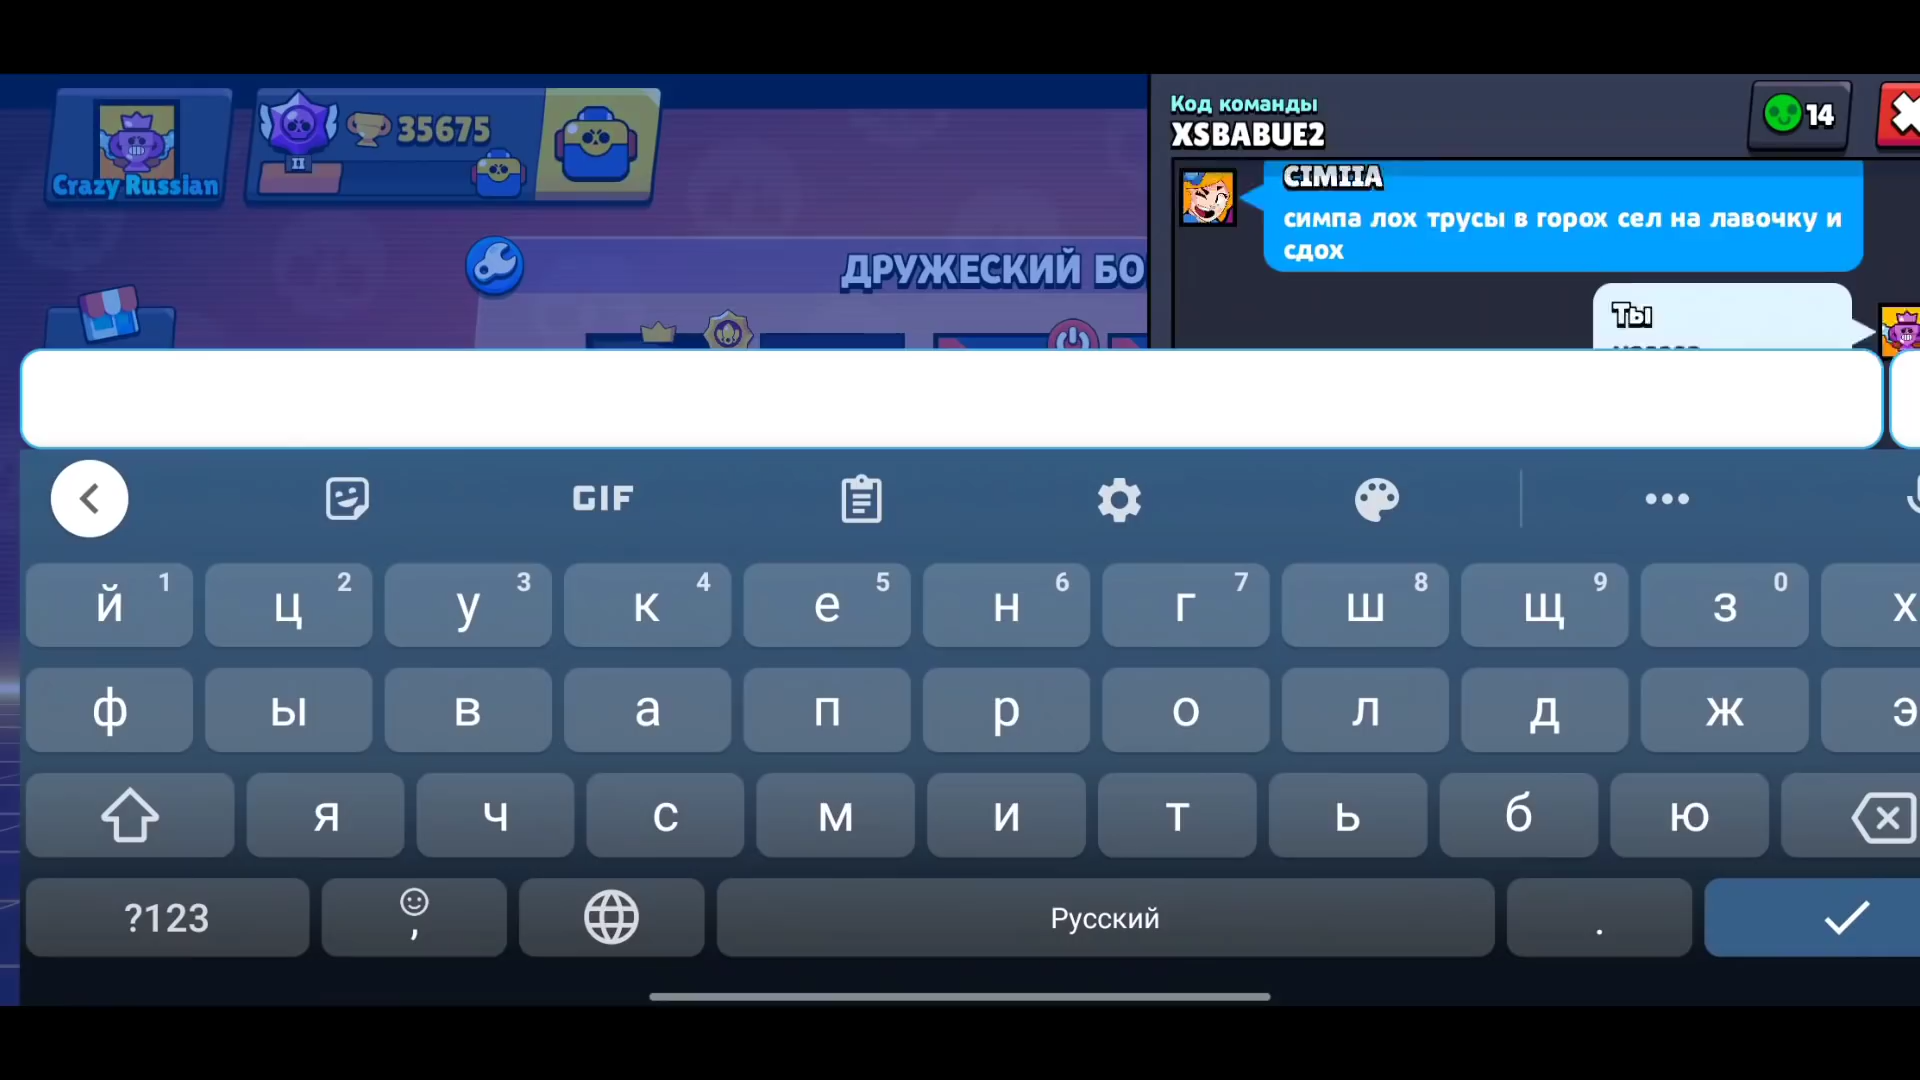 Crazy Russian
II
35675
Код команды
XSBABUE2
14
CIMIIA
симпа лох трусы в горох сел на лавочку и
сдох
ДРУЖЕСКИЙ БО
Ты
GIF
й 1 ц 2 у 3 к 4 е 5 н 6 г 7 ш 8 щ 9 з 0 х
ф ы в а п р о л д ж э
я ч с м и т ь б ю
?123 , Русский .